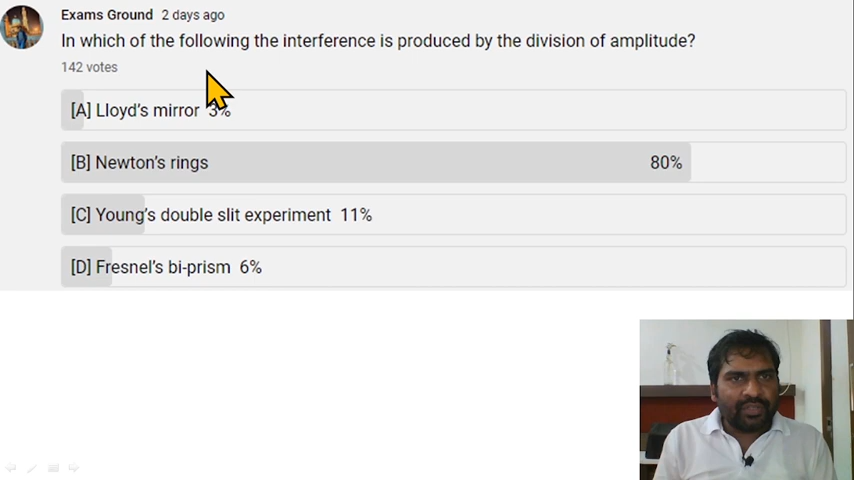 Exams Ground 2 days ago
In which of the following the interference is produced by the division of amplitude?
142 votes
[A] Lloyd's mirror 3%
[B] Newton's rings 80%
[C] Young's double slit experiment 11%
[D] Fresnel's bi-prism 6%